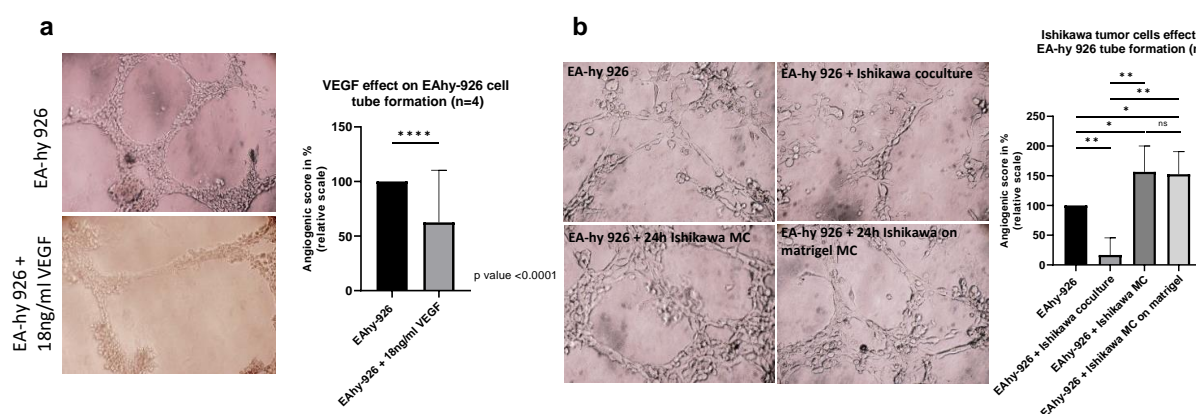 a
EA-hy 926
EA-hy 926 +
18ng/ml VEGF
VEGF effect on EAhy-926 cell
tube formation (n=4)
Angiogenic score in %
(relative scale)
150
100
50
0
****
EAhy-926
EAhy-926 + 18ng/ml VEGF
p value <0.0001
b
EA-hy 926
EA-hy 926 + Ishikawa coculture
EA-hy 926 + 24h Ishikawa MC
EA-hy 926 + 24h Ishikawa on
matrigel MC
Ishikawa tumor cells effect
EA-hy 926 tube formation (n
Angiogenic score in %
(relative scale)
250
200
150
100
50
0
**
**
*
*
ns
**
EAhy-926
EAhy-926 + Ishikawa coculture
EAhy-926 + Ishikawa MC
EAhy-926 + Ishikawa MC on matrigel